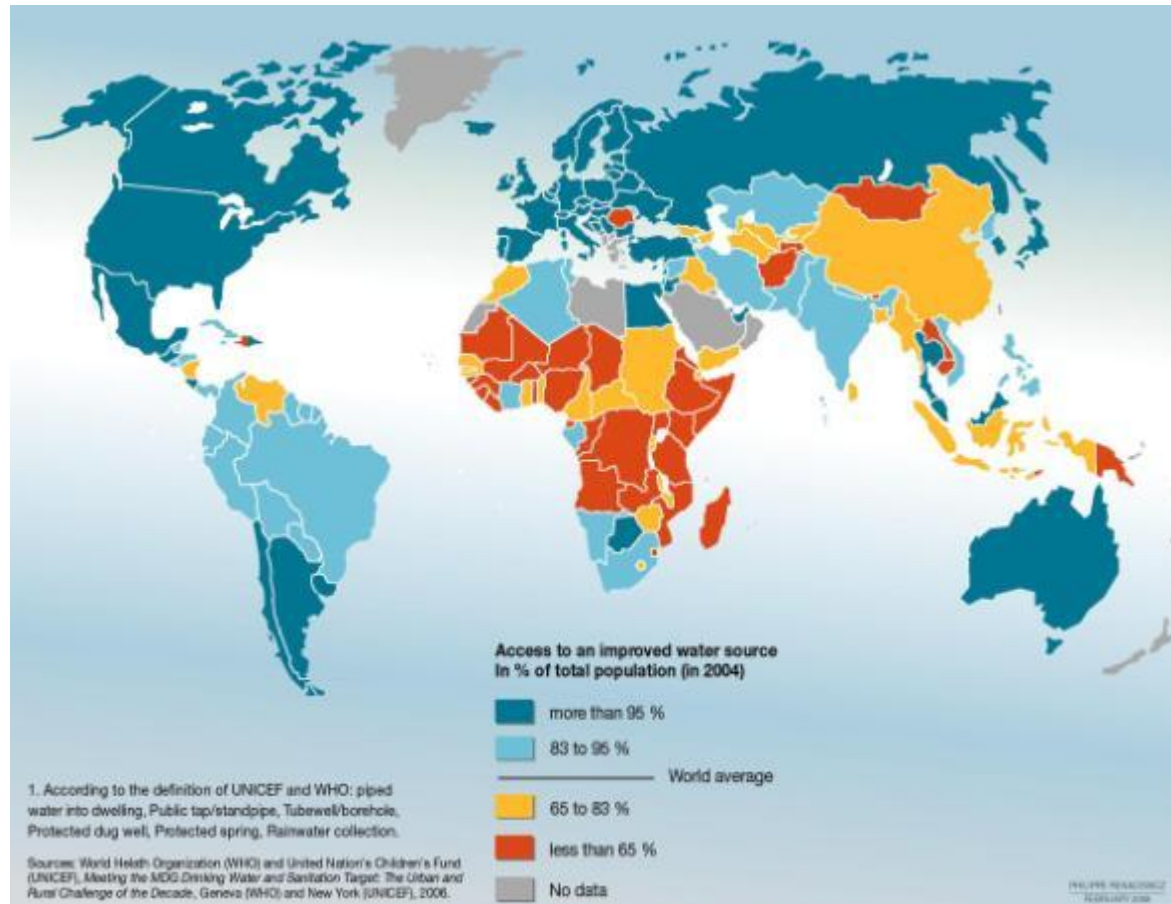 Access to an improved water source
In % of total population (in 2004)
more than 95 %
83 to 95 %
World average
65 to 83 %
less than 65 %
No data
1. According to the definition of UNICEF and WHO: piped
water into dwelling, Public tap/standpipe, Tubewell/borehole,
Protected dug well, Protected spring, Rainwater collection.
Sources: World Helath Organization (WHO) and United Nation's Children's Fund
(UNICEF), Meeting the MDG Drinking Water and Sanitation Target: The Urban and
Rural Challenge of the Decade, Geneva (WHO) and New York (UNICEF), 2006.
PHILIPPE REKACEWICZ
FEBRUARY